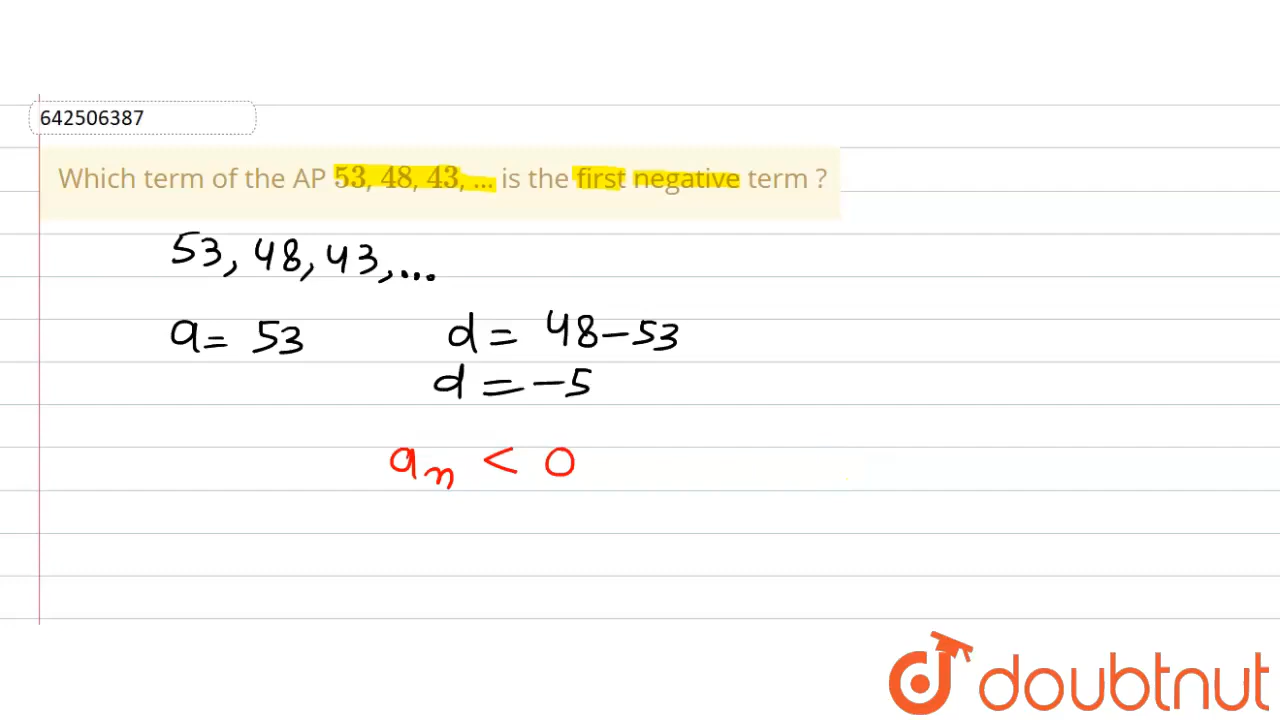 642506387
Which term of the AP 53, 48, 43, ... is the first negative term ?
53, 48, 43, ...
a = 53 d = 48 - 53
d = -5
aₙ < 0
doubtnut